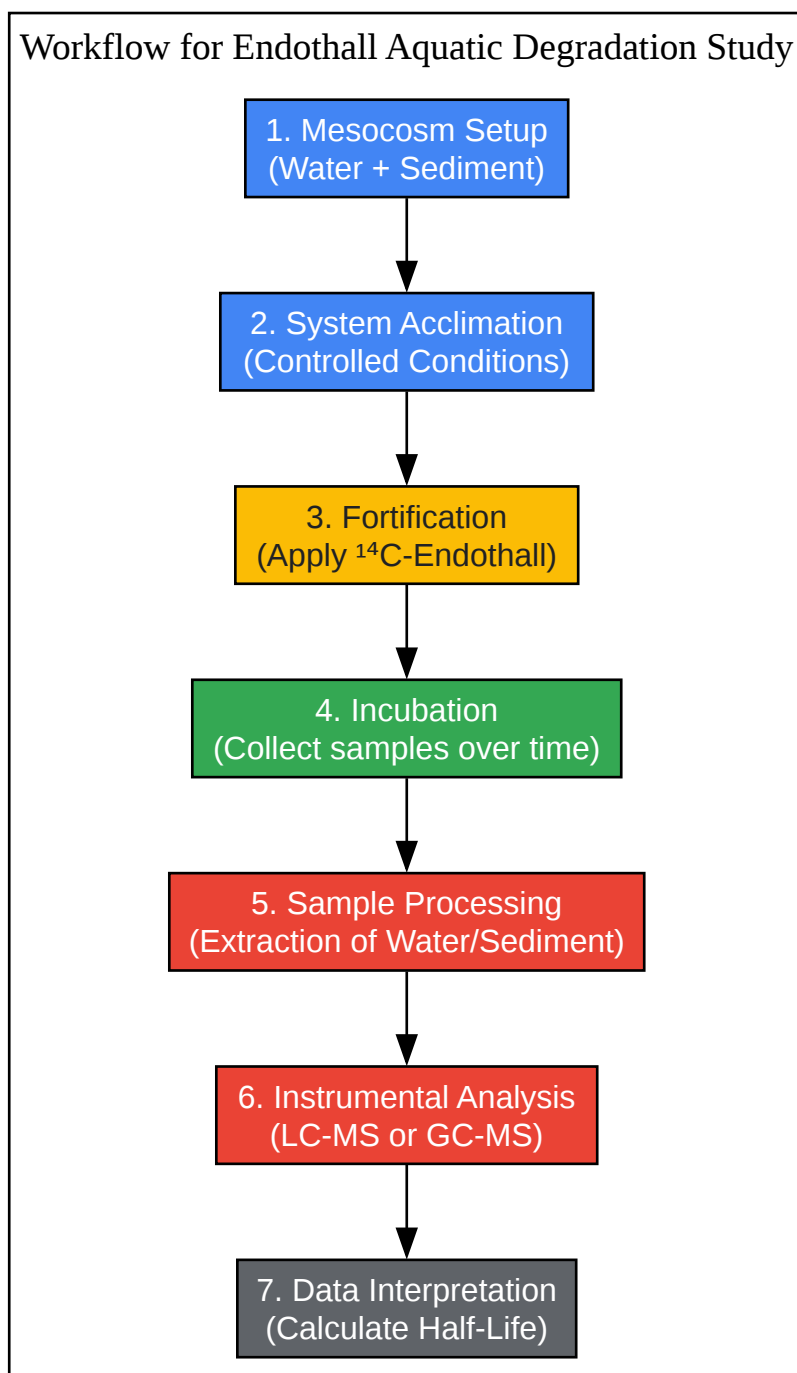 Workflow for Endothall Aquatic Degradation Study
1. Mesocosm Setup
(Water + Sediment)
2. System Acclimation
(Controlled Conditions)
3. Fortification
(Apply ¹⁴C-Endothall)
4. Incubation
(Collect samples over time)
5. Sample Processing
(Extraction of Water/Sediment)
6. Instrumental Analysis
(LC-MS or GC-MS)
7. Data Interpretation
(Calculate Half-Life)